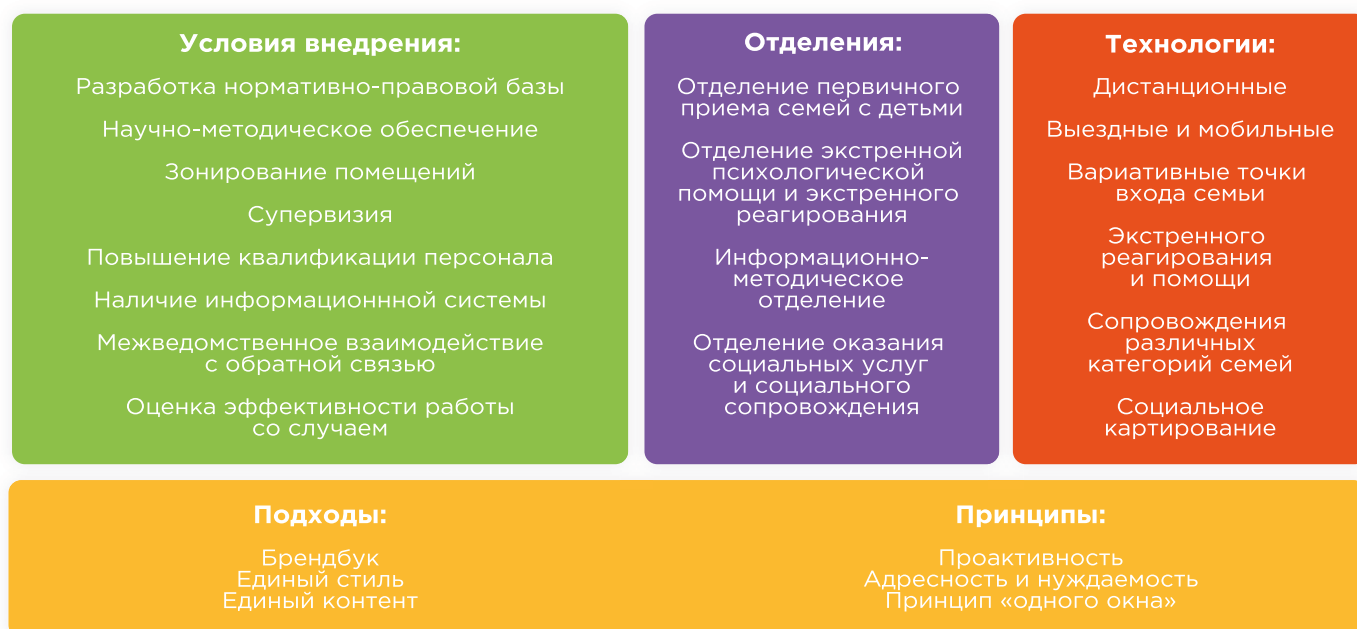 Условия внедрения:
Разработка нормативно-правовой базы
Научно-методическое обеспечение
Зонирование помещений
Супервизия
Повышение квалификации персонала
Наличие информационнной системы
Межведомственное взаимодействие
с обратной связью
Оценка эффективности работы
со случаем
Отделения:
Отделение первичного
приема семей с детьми
Отделение экстренной
психологической
помощи и экстренного
реагирования
Информационно-
методическое
отделение
Отделение оказания
социальных услуг
и социального
сопровождения
Технологии:
Дистанционные
Выездные и мобильные
Вариативные точки
входа семьи
Экстренного
реагирования
и помощи
Сопровождения
различных
категорий семей
Социальное
картирование
Подходы:
Брендбук
Единый стиль
Единый контент
Принципы:
Проактивность
Адресность и нуждаемость
Принцип «одного окна»